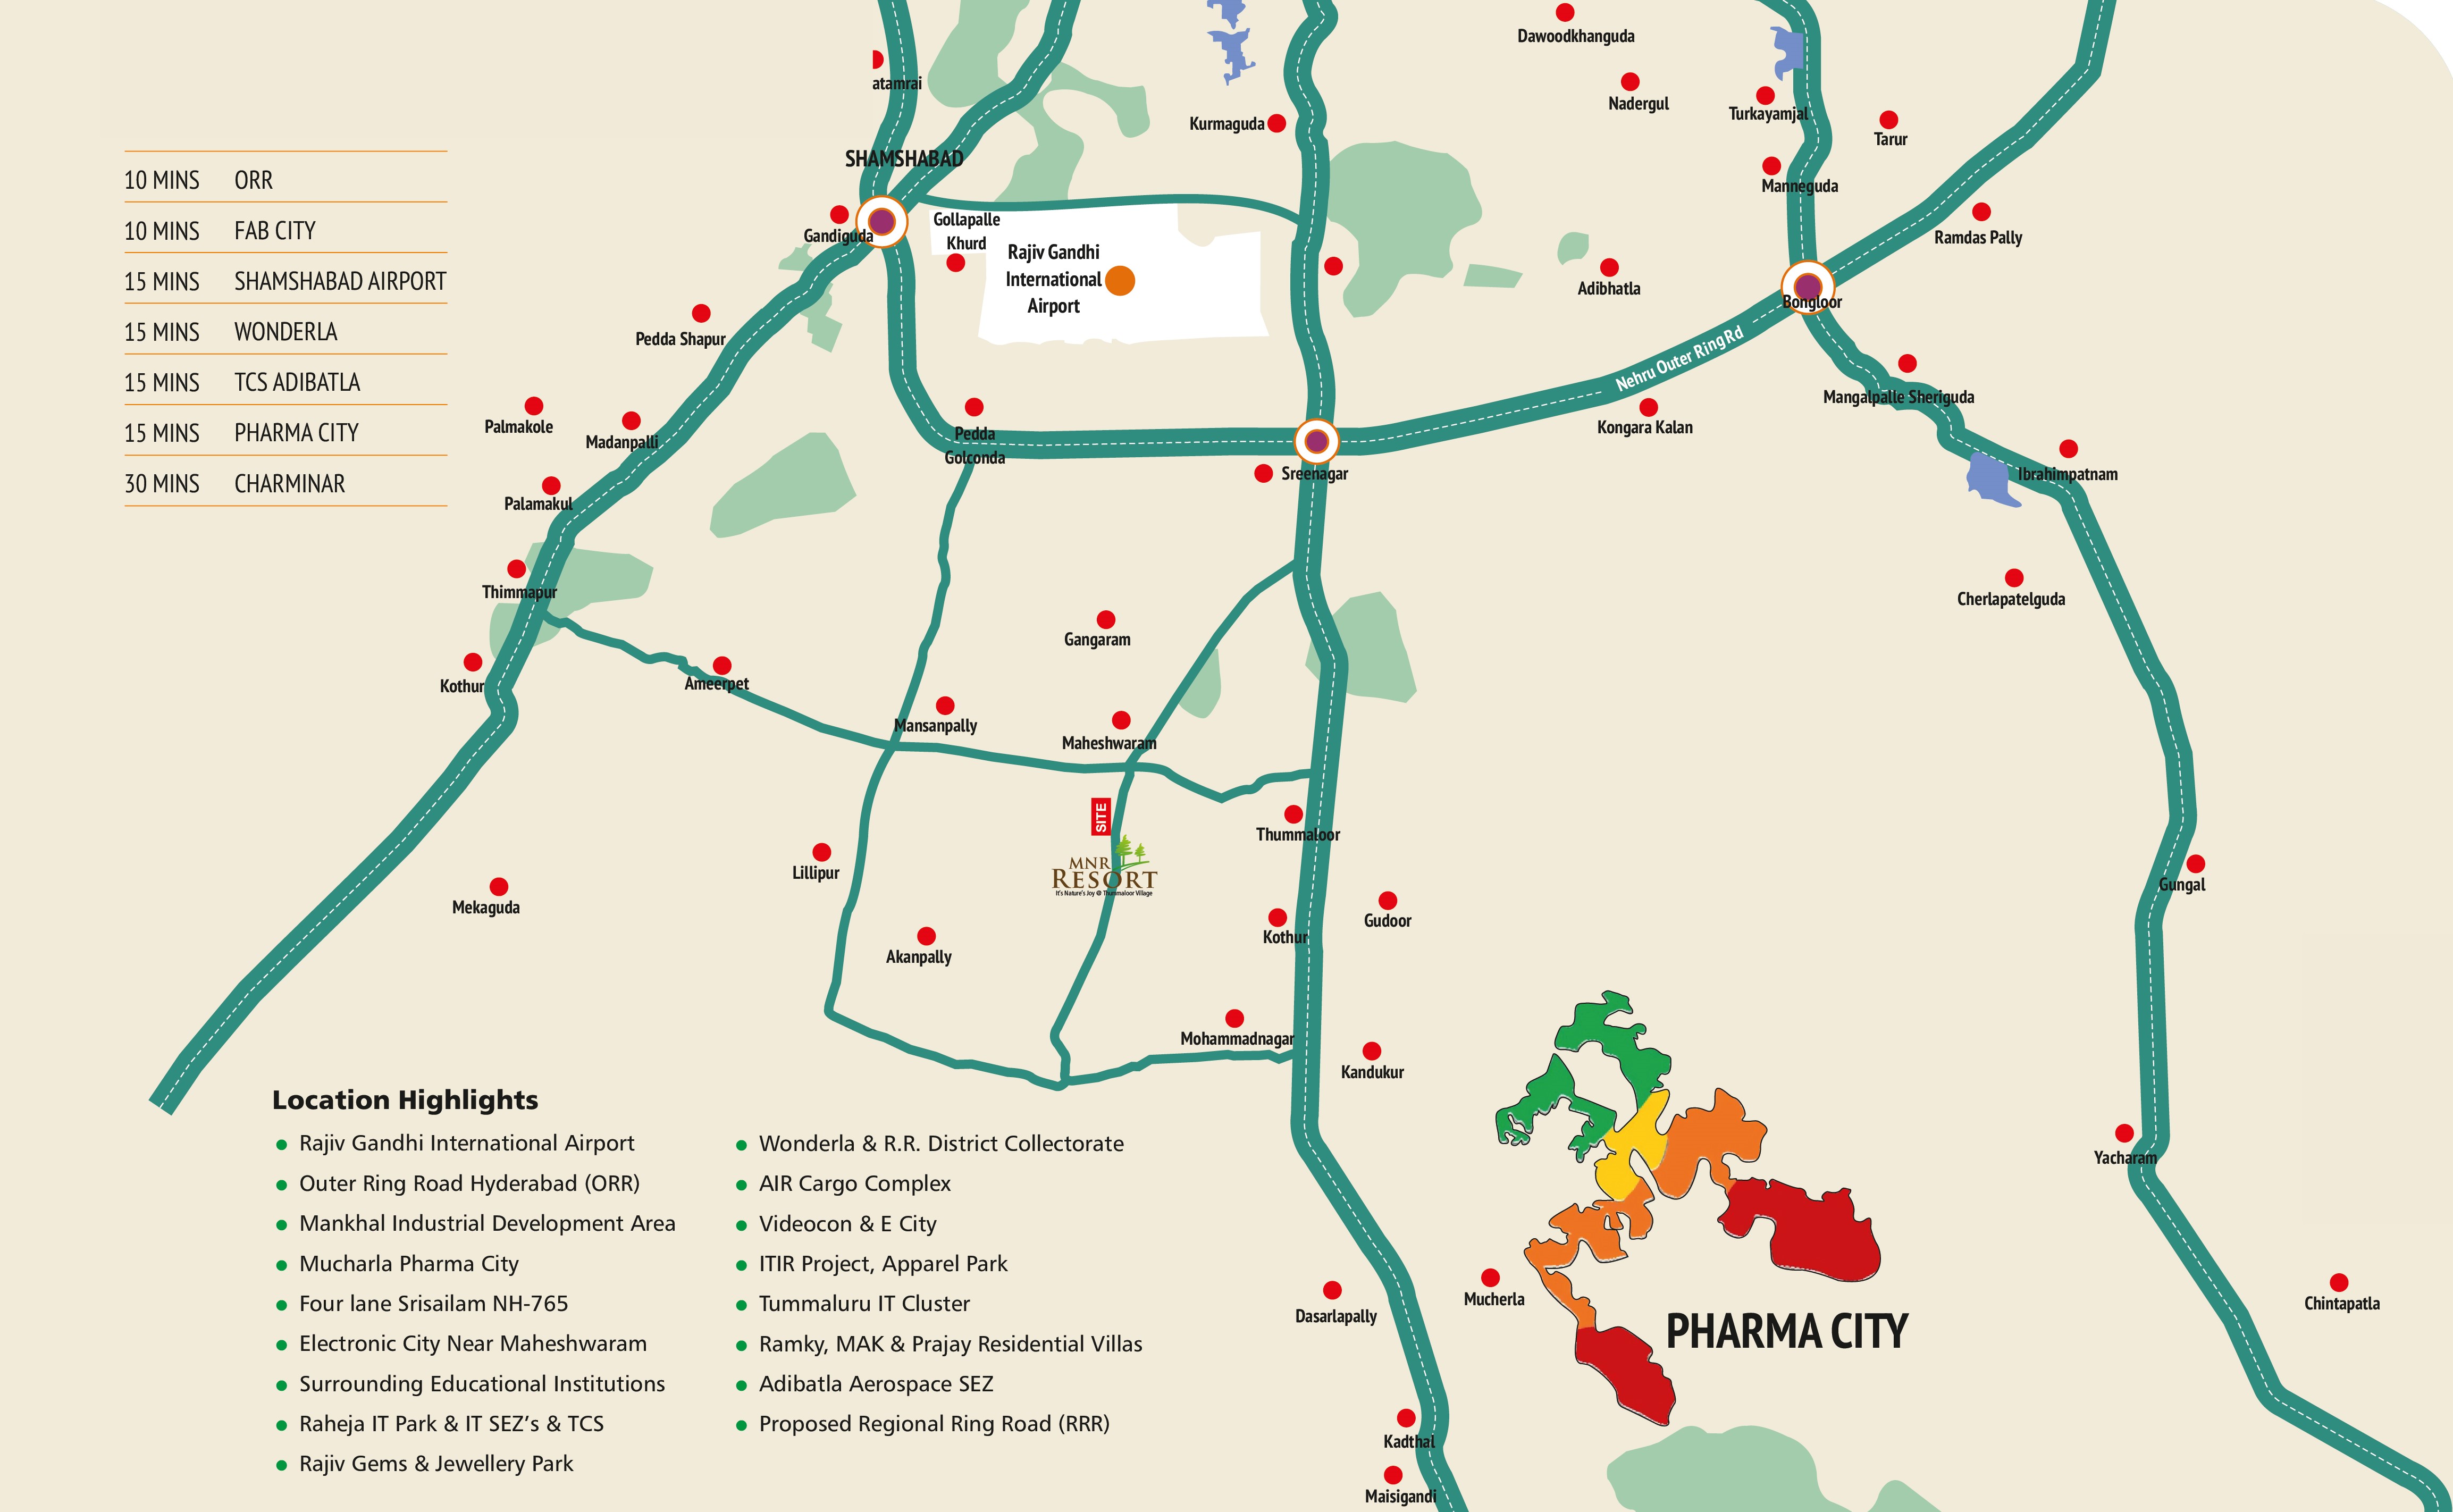 Dawoodkhanguda
atamrai
Nadergul
Turkayamjal
Tarur
Kurmaguda
SHAMSHABAD
Manneguda
10 MINS ORR
10 MINS FAB CITY
15 MINS SHAMSHABAD AIRPORT
15 MINS WONDERLA
15 MINS TCS ADIBATLA
15 MINS PHARMA CITY
30 MINS CHARMINAR
Gandiguda
Gollapalle
Khurd
Rajiv Gandhi
International
Airport
Ramdas Pally
Adibhatla
Bongloor
Pedda Shapur
Nehru Outer Ring Rd
Mangalpalle Sheriguda
Palmakole
Madanpalli
Pedda
Golconda
Kongara Kalan
Sreenagar
Ibrahimpatnam
Palamakul
Thimmapur
Cherlapatelguda
Gangaram
Kothur
Ameerpet
Mansanpally
Maheshwaram
SITE
Thummaloor
MNR
RESORT
It's Nature's Joy @ Thummaloor Village
Lillipur
Gungal
Mekaguda
Gudoor
Kothur
Akanpally
Mohammadnagar
Kandukur
Yacharam
Location Highlights
Rajiv Gandhi International Airport
Outer Ring Road Hyderabad (ORR)
Mankhal Industrial Development Area
Mucharla Pharma City
Four lane Srisailam NH-765
Electronic City Near Maheshwaram
Surrounding Educational Institutions
Raheja IT Park & IT SEZ's & TCS
Rajiv Gems & Jewellery Park
Wonderla & R.R. District Collectorate
AIR Cargo Complex
Videocon & E City
ITIR Project, Apparel Park
Tummaluru IT Cluster
Ramky, MAK & Prajay Residential Villas
Adibatla Aerospace SEZ
Proposed Regional Ring Road (RRR)
Dasarlapally
Mucherla
PHARMA CITY
Chintapatla
Kadthal
Maisigandi